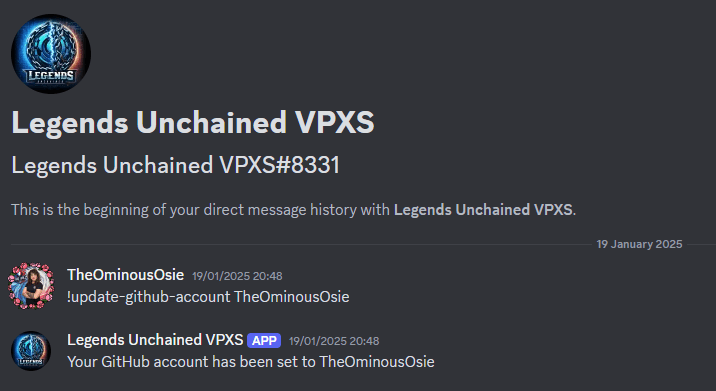 LEGENDS
Legends Unchained VPXS
Legends Unchained VPXS#8331
This is the beginning of your direct message history with Legends Unchained VPXS.
19 January 2025
TheOminousOsie 19/01/2025 20:48
!update-github-account TheOminousOsie
Legends Unchained VPXS APP 19/01/2025 20:48
LEGENDS
Your GitHub account has been set to TheOminousOsie